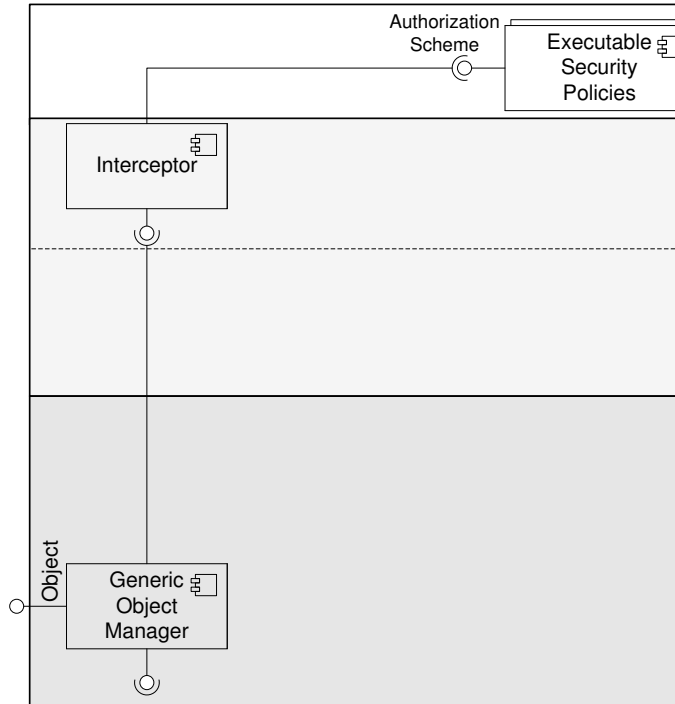 Authorization
Scheme
Executable
Security
Policies
Interceptor
Object
Generic
Object
Manager